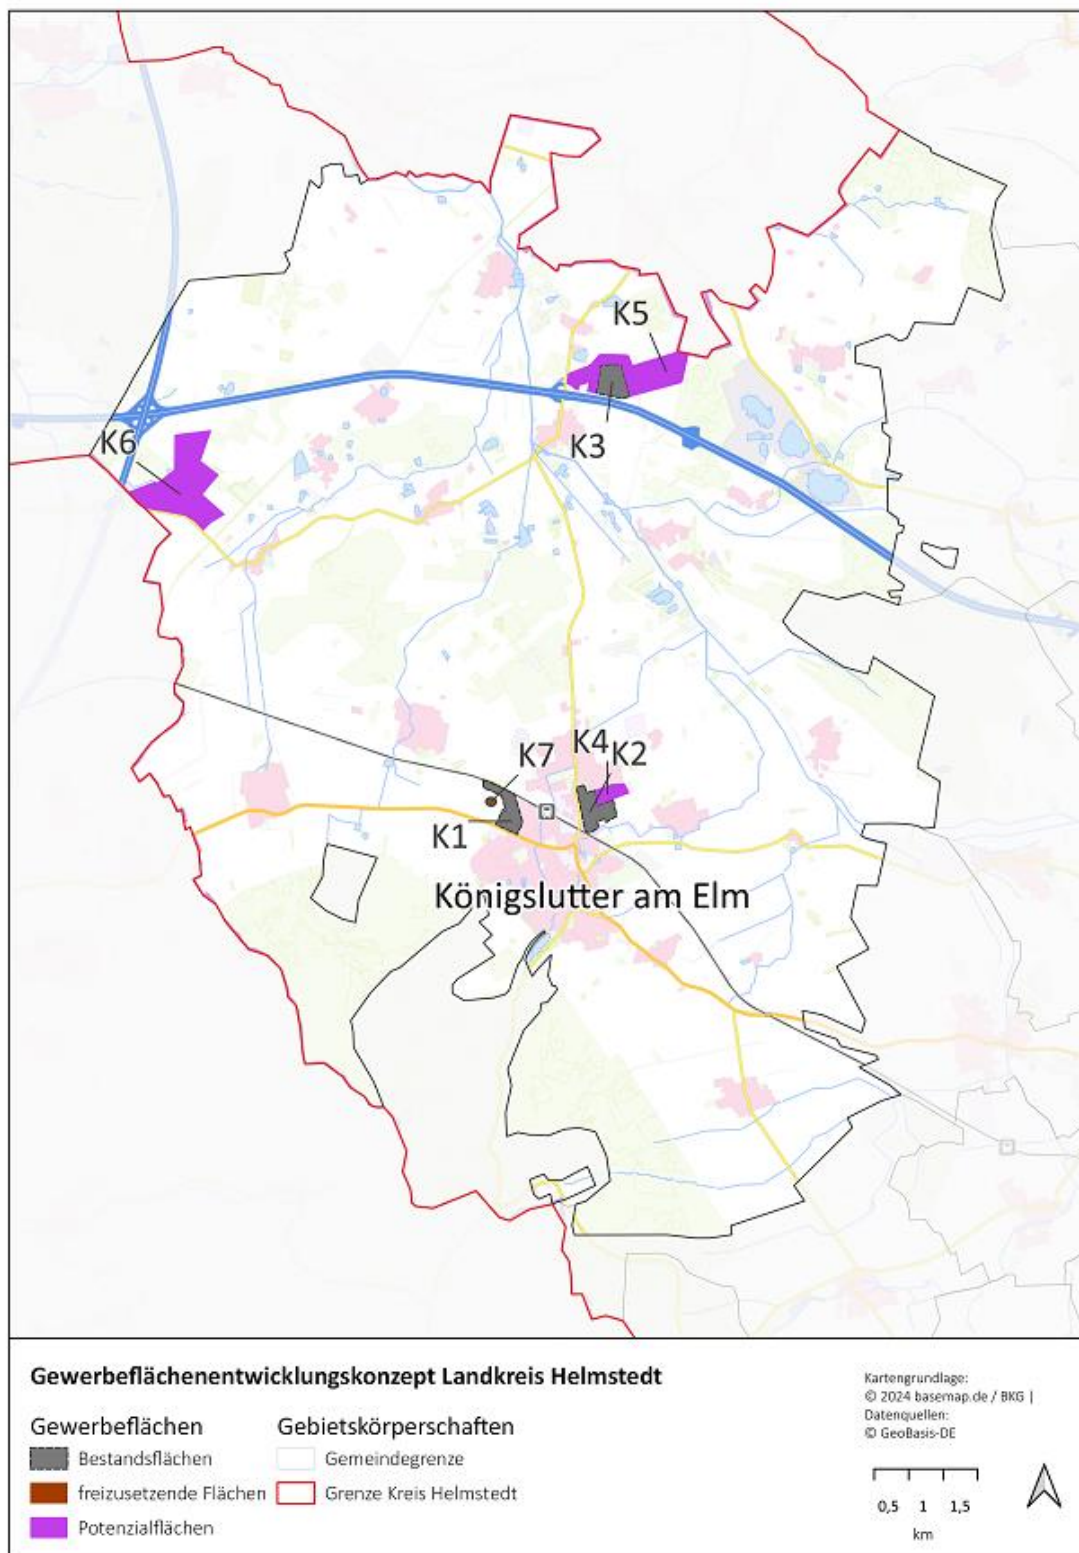 K5
K3
K6
K4
K2
K7
K1
Königslutter am Elm
Gewerbeflächenentwicklungskonzept Landkreis Helmstedt
Gewerbeflächen
Bestandsflächen
freizusetzende Flächen
Potenzialflächen
Gebietskörperschaften
Gemeindegrenze
Grenze Kreis Helmstedt
Kartengrundlage:
© 2024 basemap.de / BKG |
Datenquellen:
© GeoBasis-DE
0,5 1 1,5
km